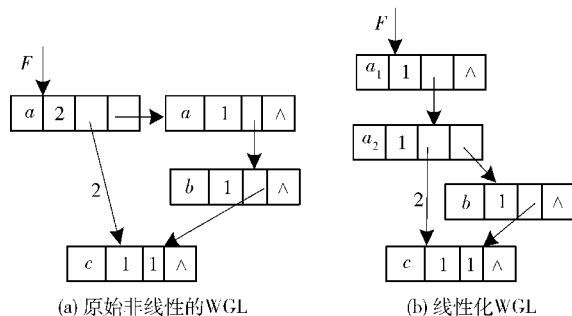 F
F
a₁ 1 ∧
a 2
a 1 ∧
a₂ 1
2
b 1 ∧
2
b 1 ∧
c 1 1 ∧
c 1 1 ∧
(a) 原始非线性的WGL
(b) 线性化WGL